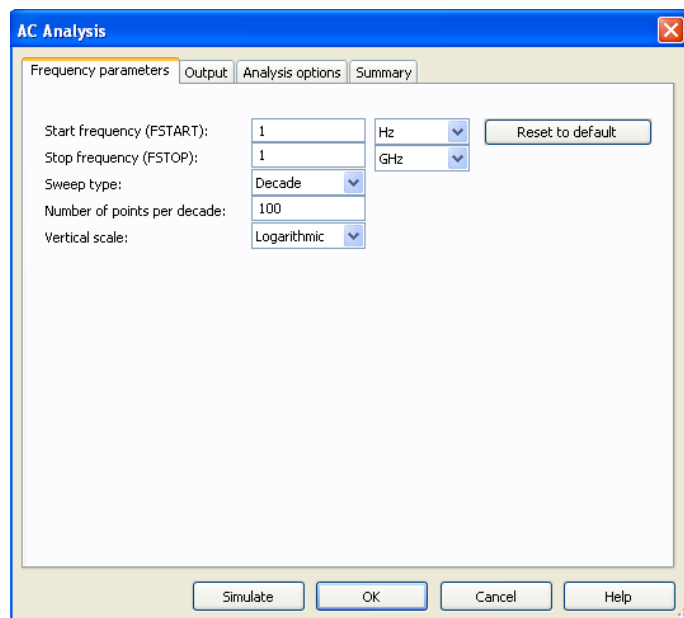 AC Analysis
Frequency parameters Output Analysis options Summary
Start frequency (FSTART): 1 Hz Reset to default
Stop frequency (FSTOP): 1 GHz
Sweep type: Decade
Number of points per decade: 100
Vertical scale: Logarithmic
Simulate OK Cancel Help